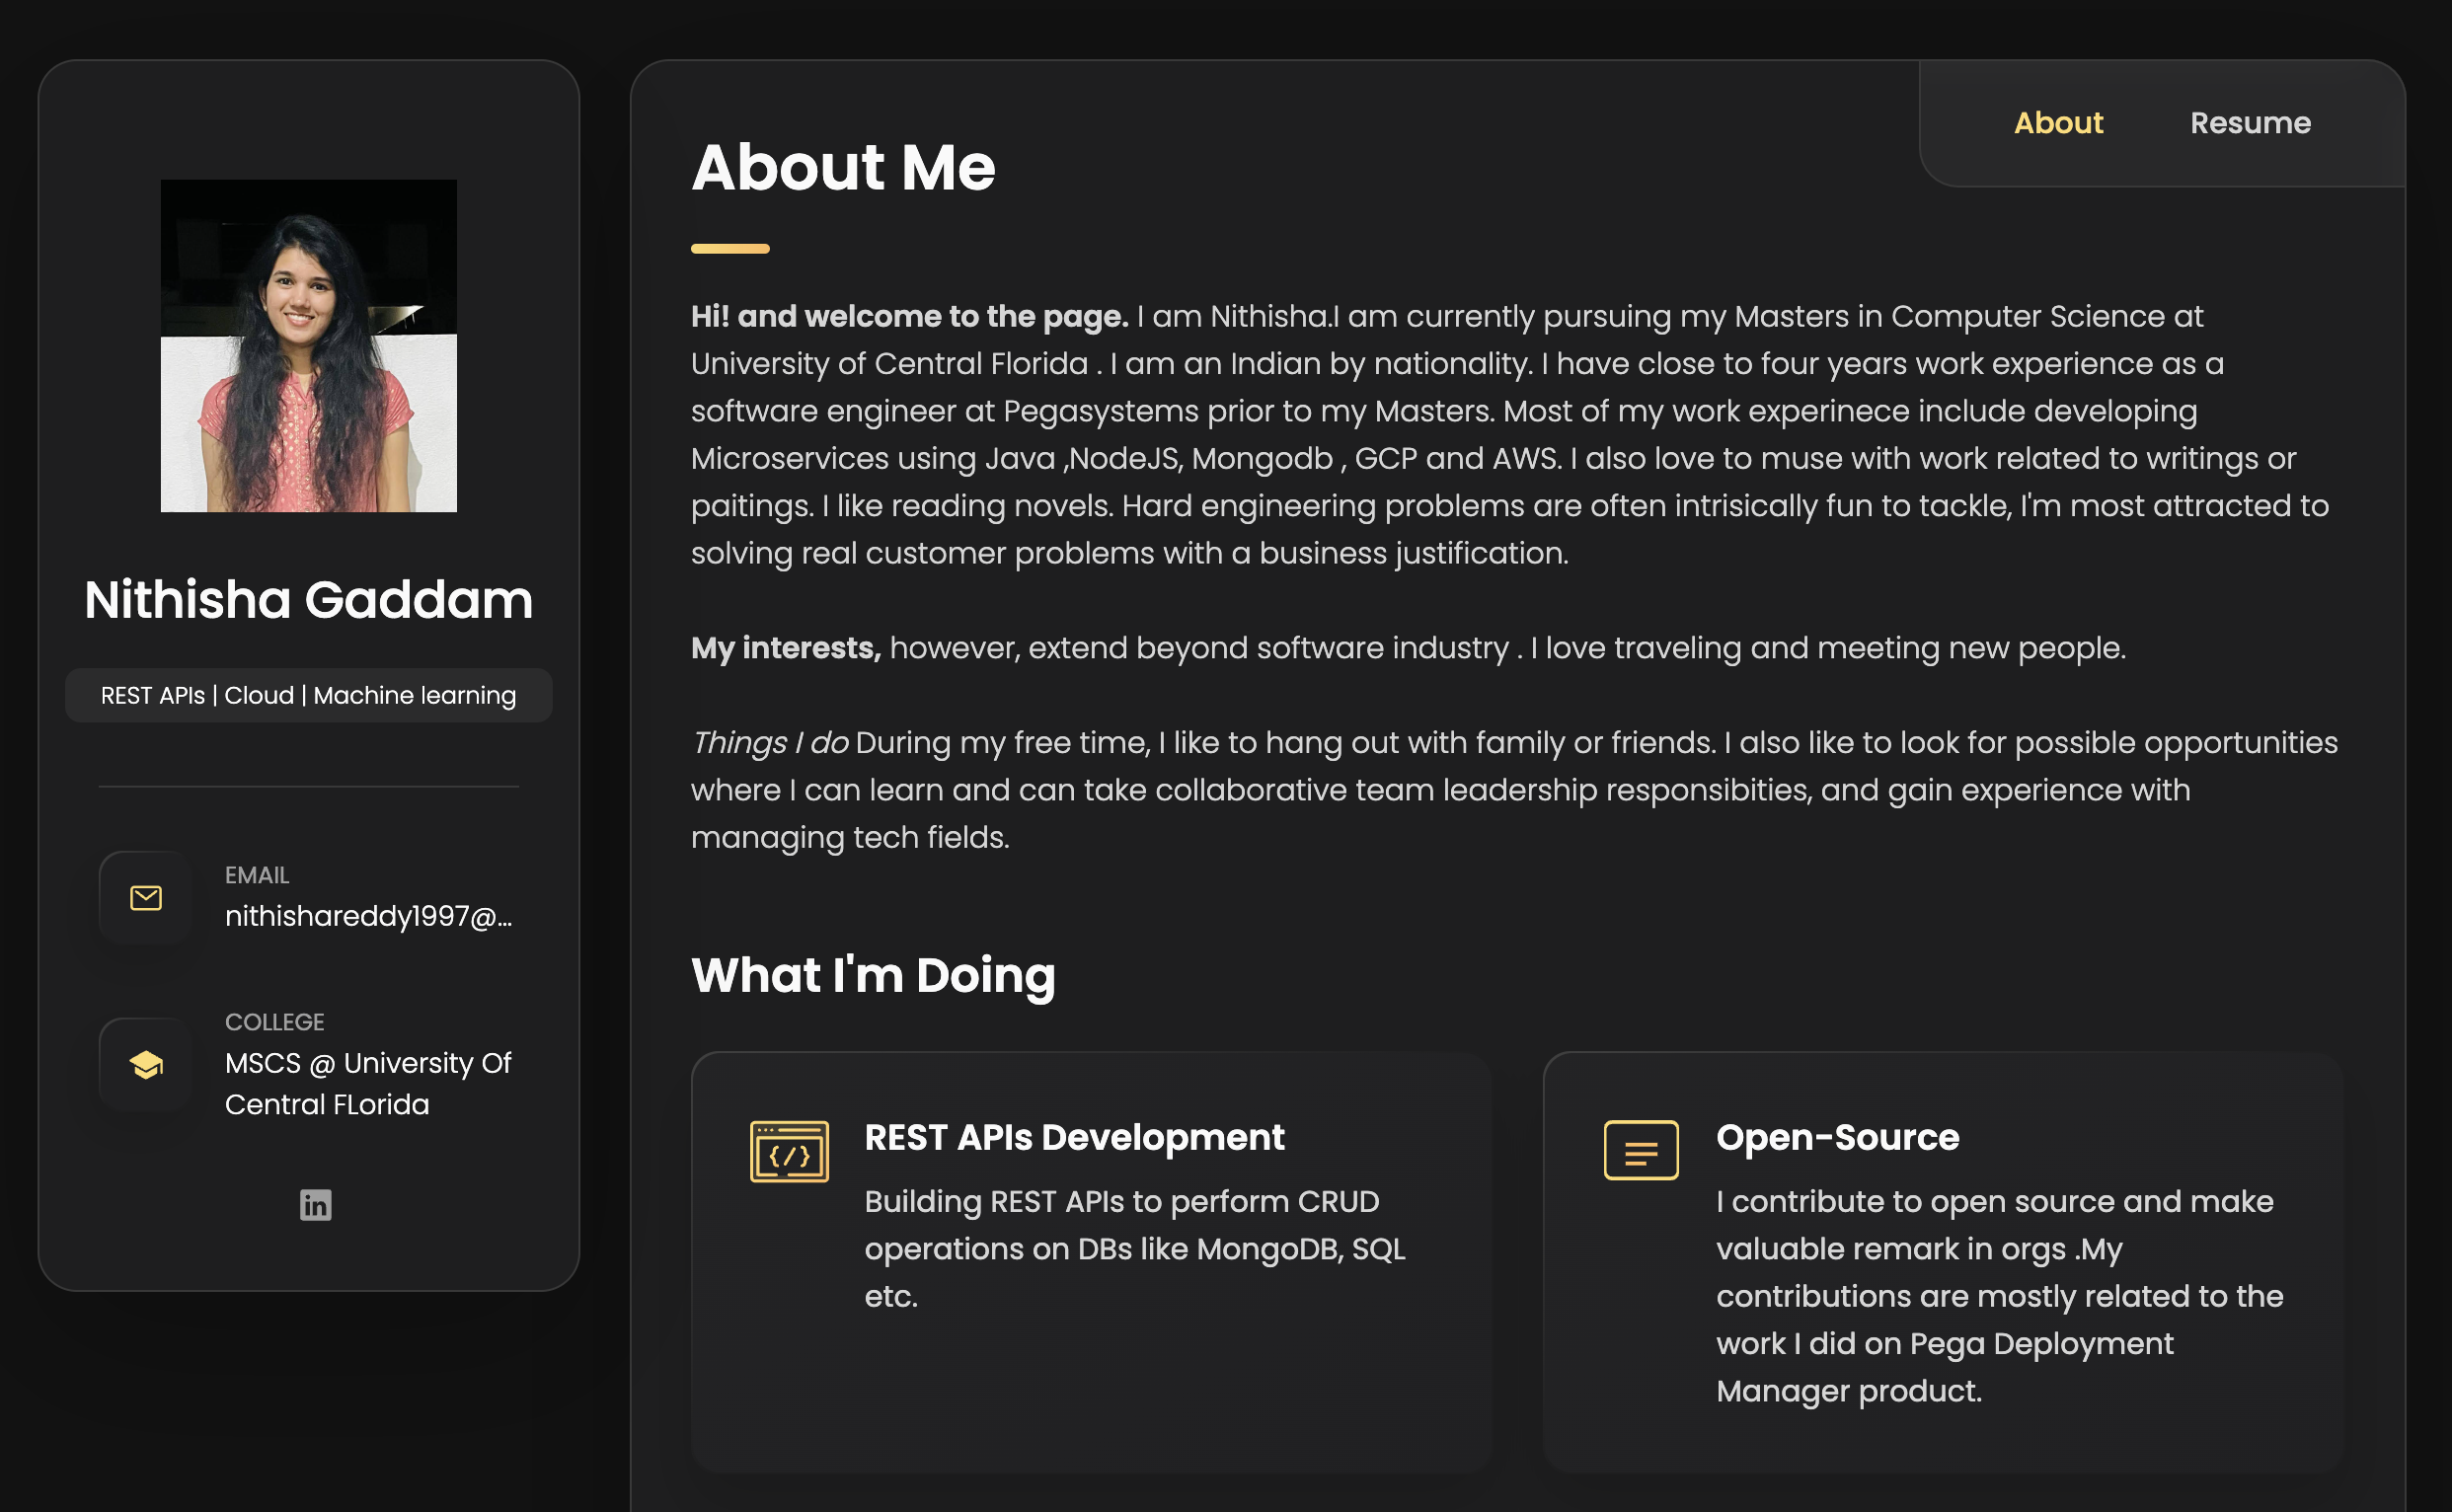 Nithisha Gaddam
REST APIs | Cloud | Machine learning
EMAIL
nithishareddy1997@...
COLLEGE
MSCS @ University Of
Central FLorida
in
About
Resume
About Me
Hi! and welcome to the page. I am Nithisha.I am currently pursuing my Masters in Computer Science at
University of Central Florida . I am an Indian by nationality. I have close to four years work experience as a
software engineer at Pegasystems prior to my Masters. Most of my work experinece include developing
Microservices using Java ,NodeJS, Mongodb , GCP and AWS. I also love to muse with work related to writings or
paitings. I like reading novels. Hard engineering problems are often intrisically fun to tackle, I'm most attracted to
solving real customer problems with a business justification.
My interests, however, extend beyond software industry . I love traveling and meeting new people.
Things I do During my free time, I like to hang out with family or friends. I also like to look for possible opportunities
where I can learn and can take collaborative team leadership responsibities, and gain experience with
managing tech fields.
What I'm Doing
{/}
REST APIs Development
Building REST APIs to perform CRUD
operations on DBs like MongoDB, SQL
etc.
Open-Source
I contribute to open source and make
valuable remark in orgs .My
contributions are mostly related to the
work I did on Pega Deployment
Manager product.